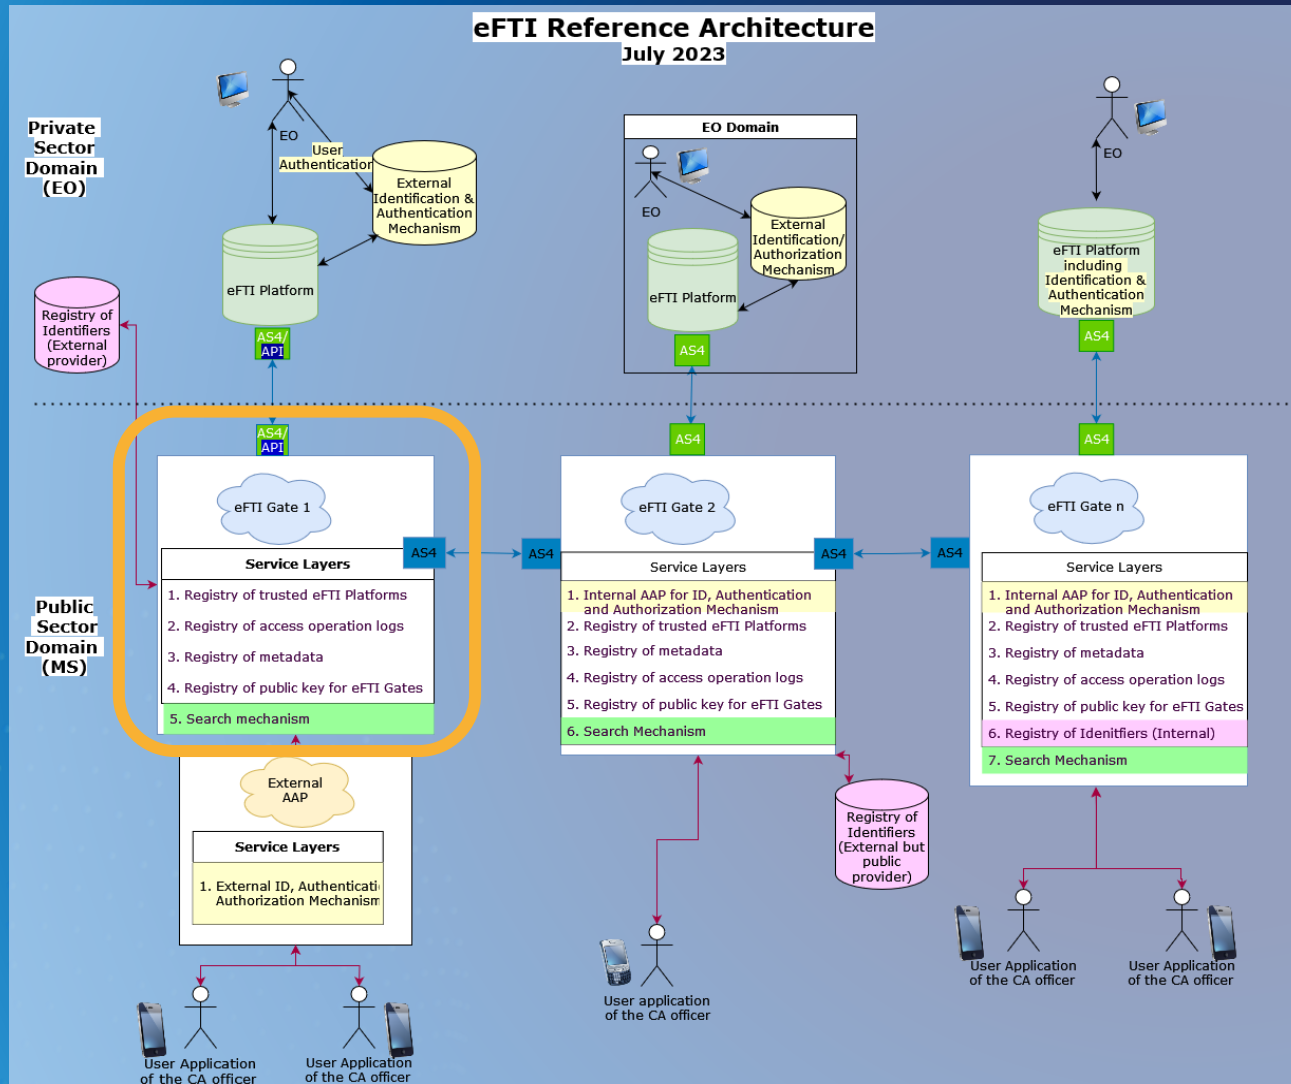 eFTI Reference Architecture
July 2023
Private
Sector
Domain
(EO)
EO
User
Authentication
External
Identification &
Authentication
Mechanism
eFTI Platform
AS4/
API
Registry of
Identifiers
(External
provider)
EO Domain
EO
External
Identification/
Authorization
Mechanism
eFTI Platform
AS4
EO
eFTI Platform
including
Identification &
Authentication
Mechanism
AS4
Public
Sector
Domain
(MS)
AS4/
API
eFTI Gate 1
AS4
Service Layers
1. Registry of trusted eFTI Platforms
2. Registry of access operation logs
3. Registry of metadata
4. Registry of public key for eFTI Gates
5. Search mechanism
External
AAP
Service Layers
1. External ID, Authenticati
Authorization Mechanism
User Application
of the CA officer
User Application
of the CA officer
AS4
eFTI Gate 2
AS4
AS4
Service Layers
1. Internal AAP for ID, Authentication
and Authorization Mechanism
2. Registry of trusted eFTI Platforms
3. Registry of metadata
4. Registry of access operation logs
5. Registry of public key for eFTI Gates
6. Search Mechanism
Registry of
Identifiers
(External but
public
provider)
User application
of the CA officer
AS4
eFTI Gate n
AS4
Service Layers
1. Internal AAP for ID, Authentication
and Authorization Mechanism
2. Registry of trusted eFTI Platforms
3. Registry of metadata
4. Registry of access operation logs
5. Registry of public key for eFTI Gates
6. Registry of Idenitfiers (Internal)
7. Search Mechanism
User Application
of the CA officer
User Application
of the CA officer